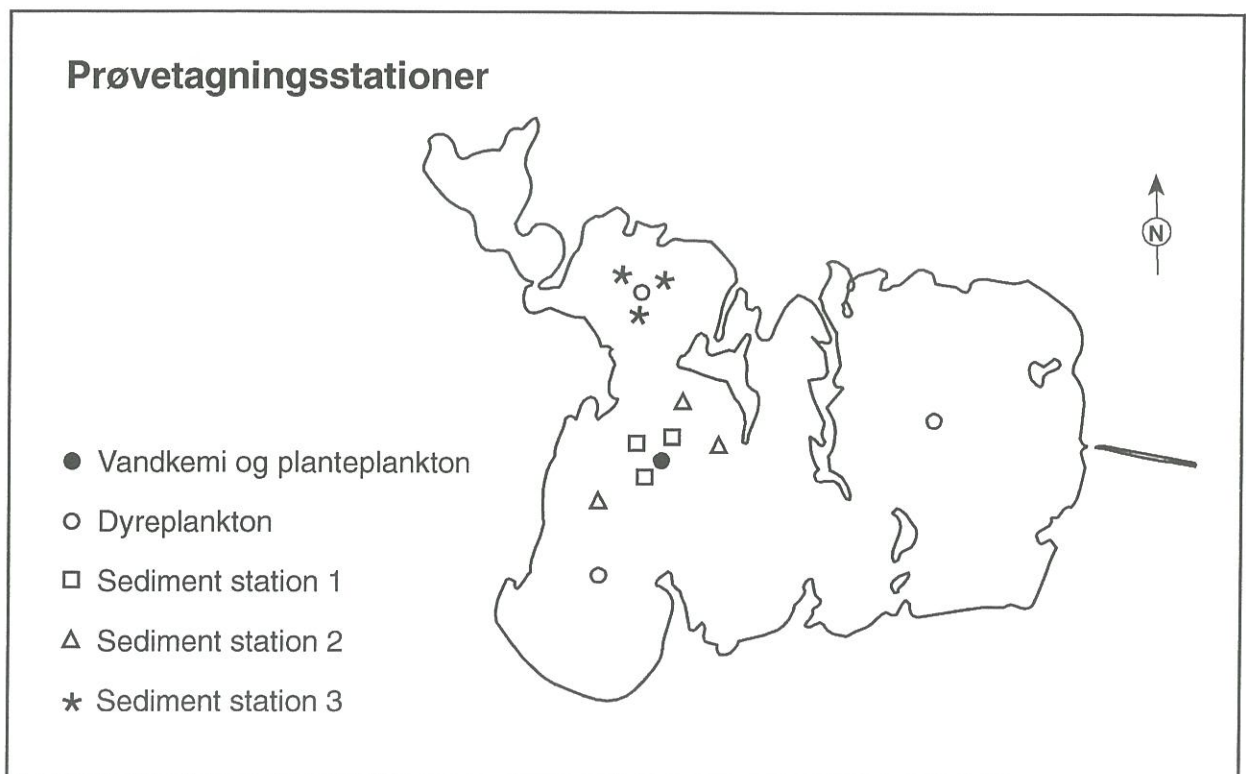 Prøvetagningsstationer
N
Vandkemi og planteplankton
Dyreplankton
Sediment station 1
Sediment station 2
Sediment station 3